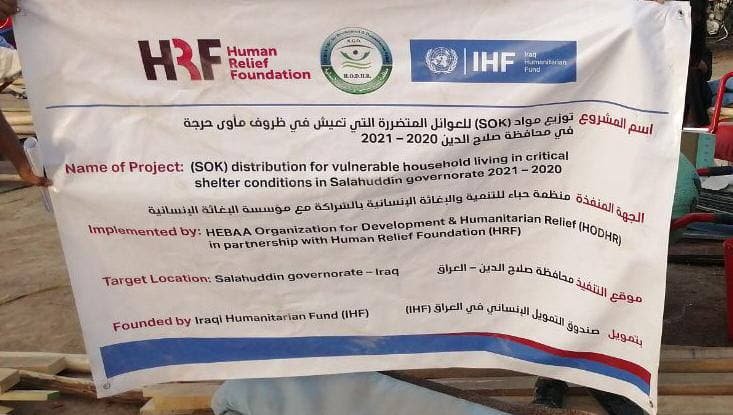 HRF Human Relief Foundation
N.G.O.
H.O.D.H.R.
IHF Iraq Humanitarian Fund
اسم المشروع توزيع مواد (SOK) للعوائل المتضررة التي تعيش في ظروف مأوى حرجة
في محافظة صلاح الدين 2020 – 2021
Name of Project: (SOK) distribution for vulnerable household living in critical
shelter conditions in Salahuddin governorate 2021 – 2020
الجهة المنفذة منظمة حباء للتنمية والإغاثة الإنسانية بالشراكة مع مؤسسة الإغاثة الإنسانية
Implemented by: HEBAA Organization for Development & Humanitarian Relief (HODHR)
in partnership with Human Relief Foundation (HRF)
Target Location: Salahuddin governorate – Iraq موقع التنفيذ محافظة صلاح الدين – العراق
Founded by Iraqi Humanitarian Fund (IHF) بتمويل صندوق التمويل الإنساني في العراق (IHF)